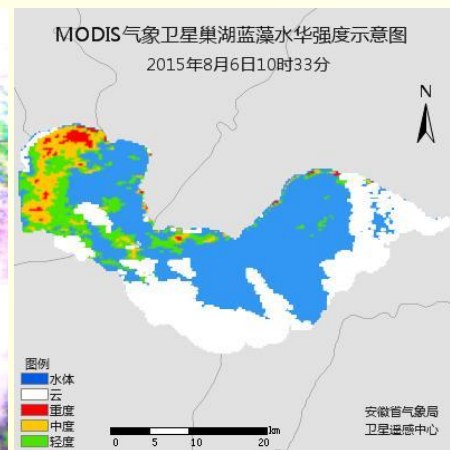 MODIS气象卫星巢湖蓝藻水华强度示意图
2015年8月6日10时33分
N
图例
水体
云
重度
中度
轻度
km
0 5 10 20
安徽省气象局
卫星遥感中心